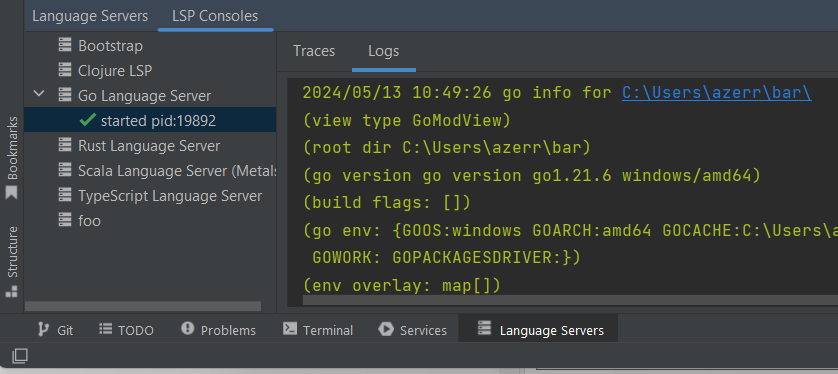 Language Servers
LSP Consoles
Bootstrap
Clojure LSP
Go Language Server
started pid:19892
Rust Language Server
Scala Language Server (Metals
TypeScript Language Server
foo
Bookmarks
Structure
Traces
Logs
2024/05/13 10:49:26 go info for C:\Users\azerr\bar\
(view type GoModView)
(root dir C:\Users\azerr\bar)
(go version go version go1.21.6 windows/amd64)
(build flags: [])
(go env: {GOOS:windows GOARCH:amd64 GOCACHE:C:\Users\a
GOWORK: GOPACKAGESDRIVER:})
(env overlay: map[])
Git
TODO
Problems
Terminal
Services
Language Servers